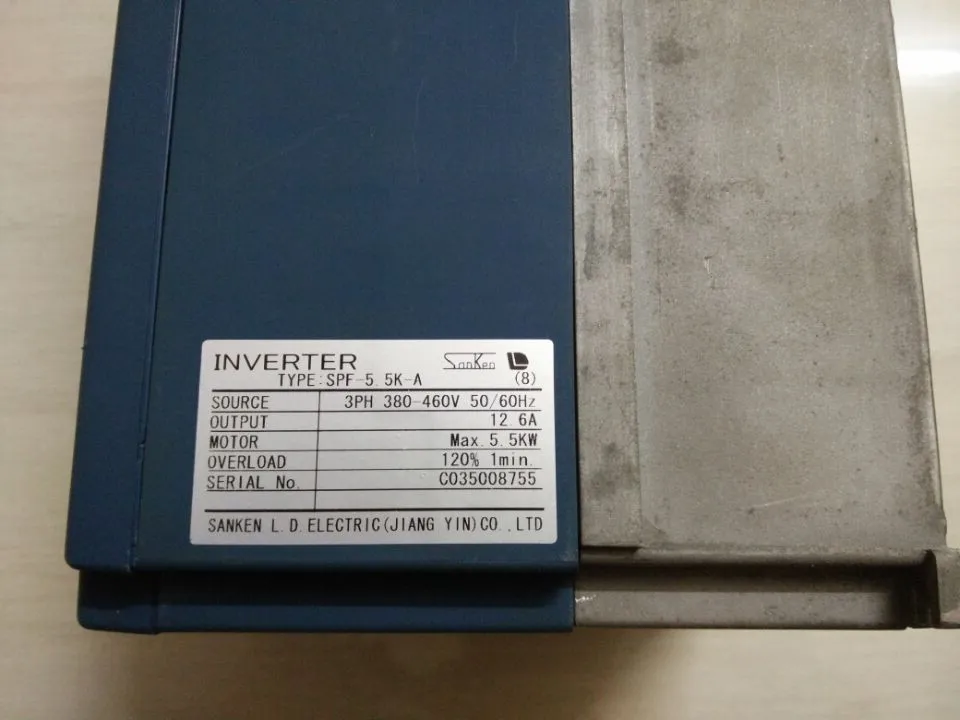 INVERTER SanKen
TYPE:SPF-5.5K-A (8)
SOURCE 3PH 380-460V 50/60Hz
OUTPUT 12.6A
MOTOR Max.5.5KW
OVERLOAD 120% 1min.
SERIAL No. C035008755
SANKEN L.D.ELECTRIC(JIANG YIN)CO.,LTD